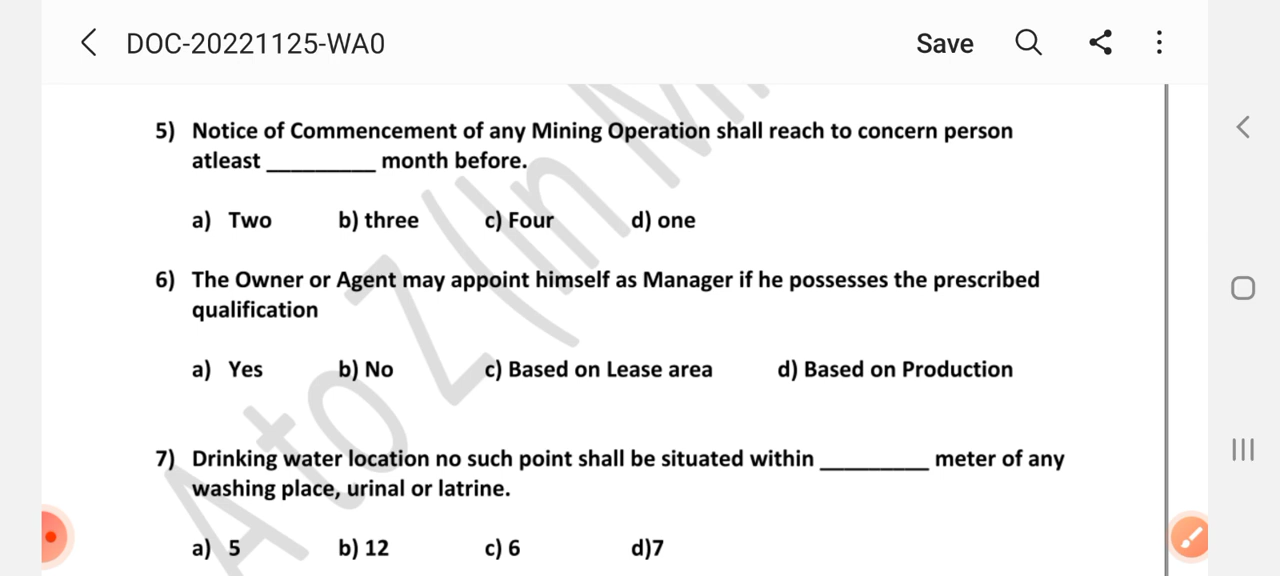 DOC-20221125-WA0 Save
5) Notice of Commencement of any Mining Operation shall reach to concern person
atleast _________ month before.
a) Two b) three c) Four d) one
6) The Owner or Agent may appoint himself as Manager if he possesses the prescribed
qualification
a) Yes b) No c) Based on Lease area d) Based on Production
7) Drinking water location no such point shall be situated within _________ meter of any
washing place, urinal or latrine.
a) 5 b) 12 c) 6 d)7
A to Z (In M